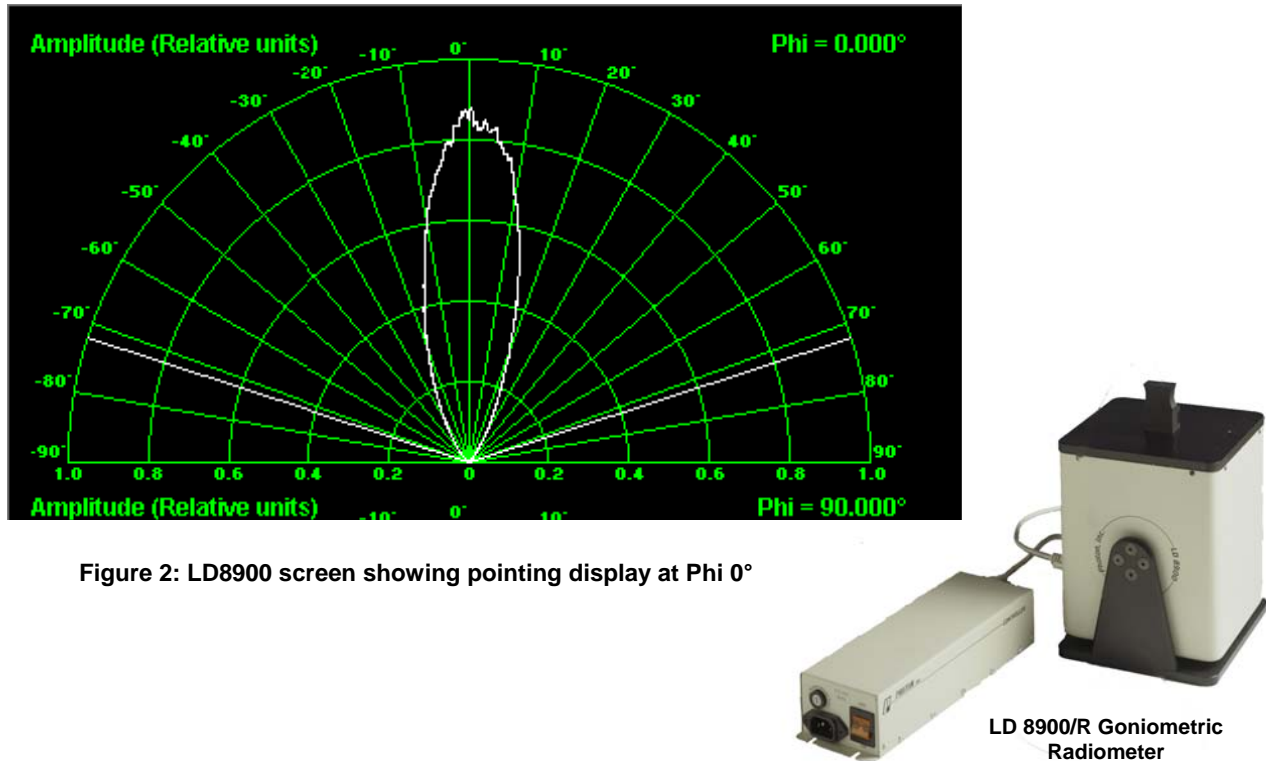 Amplitude (Relative units)
Phi = 0.000°
-90°
-80°
-70°
-60°
-50°
-40°
-30°
-20°
-10°
0°
10°
20°
30°
40°
50°
60°
70°
80°
90°
1.0 0.8 0.6 0.4 0.2 0 0.2 0.4 0.6 0.8 1.0
Amplitude (Relative units)
-10°
0°
10°
Phi = 90.000°
Figure 2: LD8900 screen showing pointing display at Phi 0°
Photon, Inc
LD 8900
LD 8900/R Goniometric
Radiometer